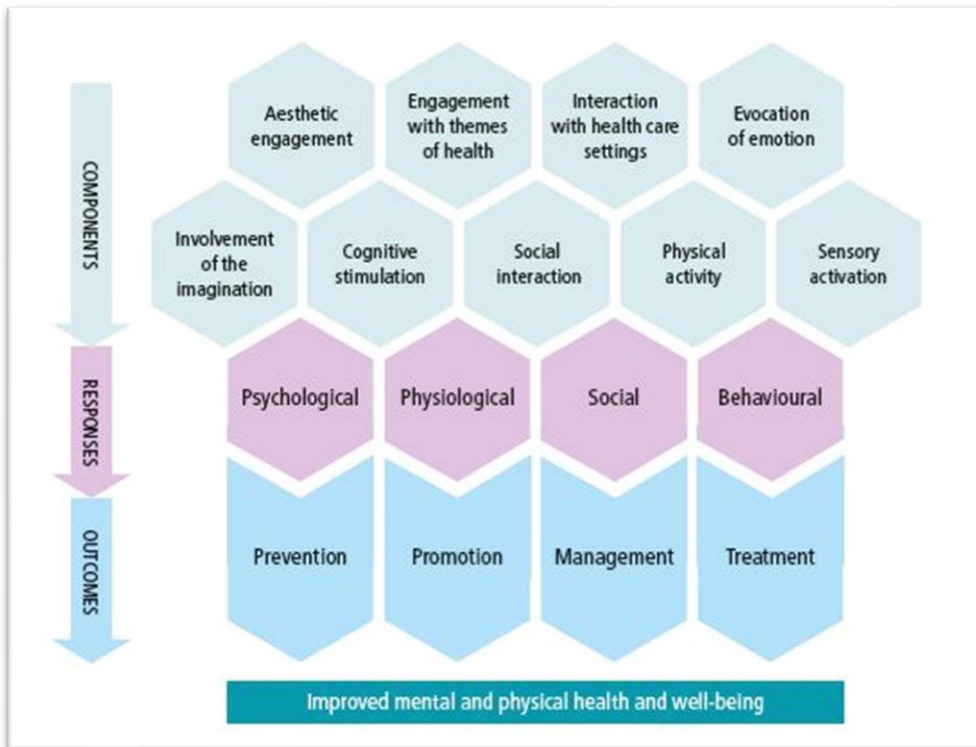 COMPONENTS
Aesthetic
engagement
Engagement
with themes
of health
Interaction
with health care
settings
Evocation
of emotion
Involvement
of the
imagination
Cognitive
stimulation
Social
interaction
Physical
activity
Sensory
activation
RESPONSES
Psychological
Physiological
Social
Behavioural
OUTCOMES
Prevention
Promotion
Management
Treatment
Improved mental and physical health and well-being